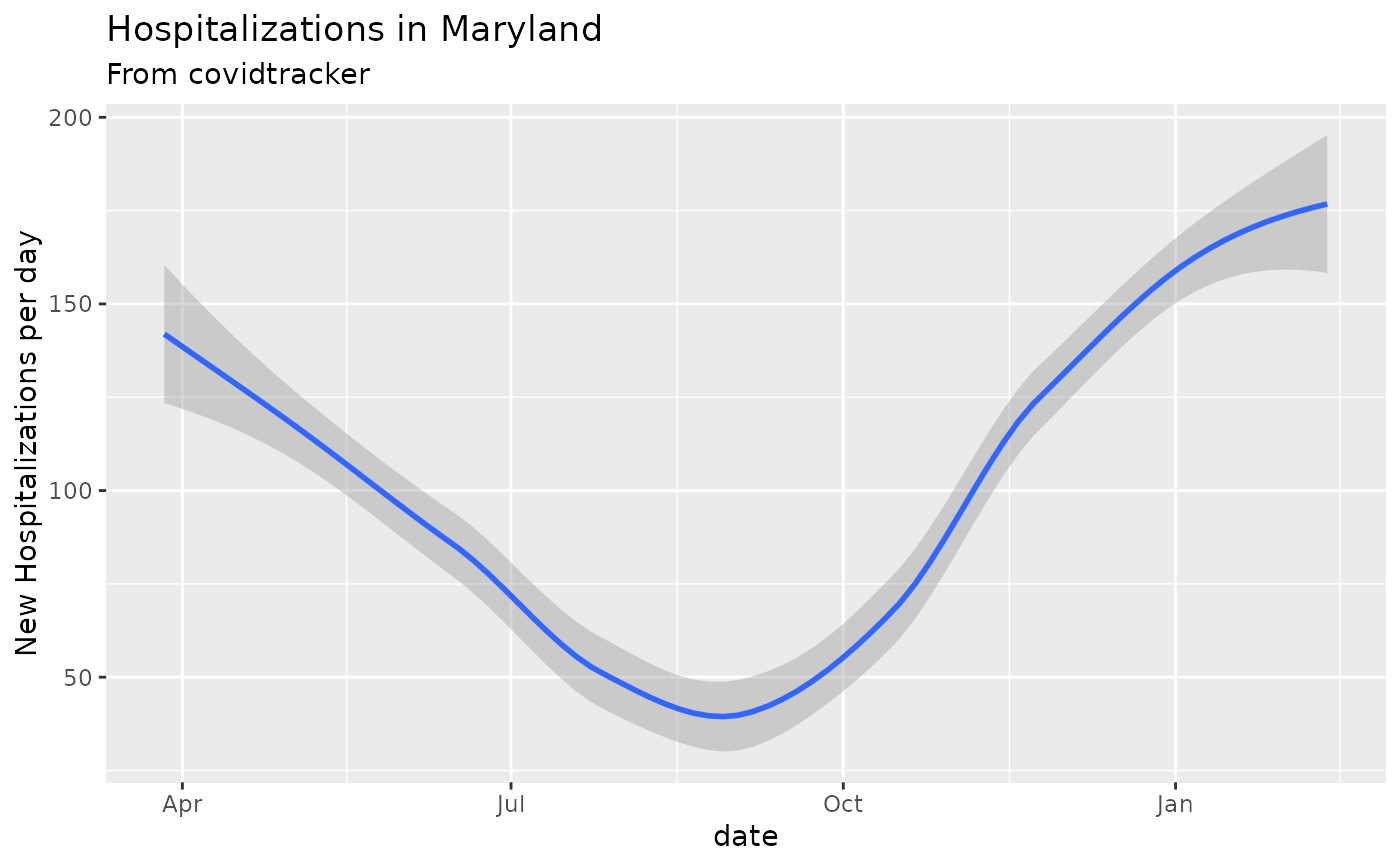 Hospitalizations in Maryland
From covidtracker
New Hospitalizations per day
200
150
100
50
Apr Jul Oct Jan
date